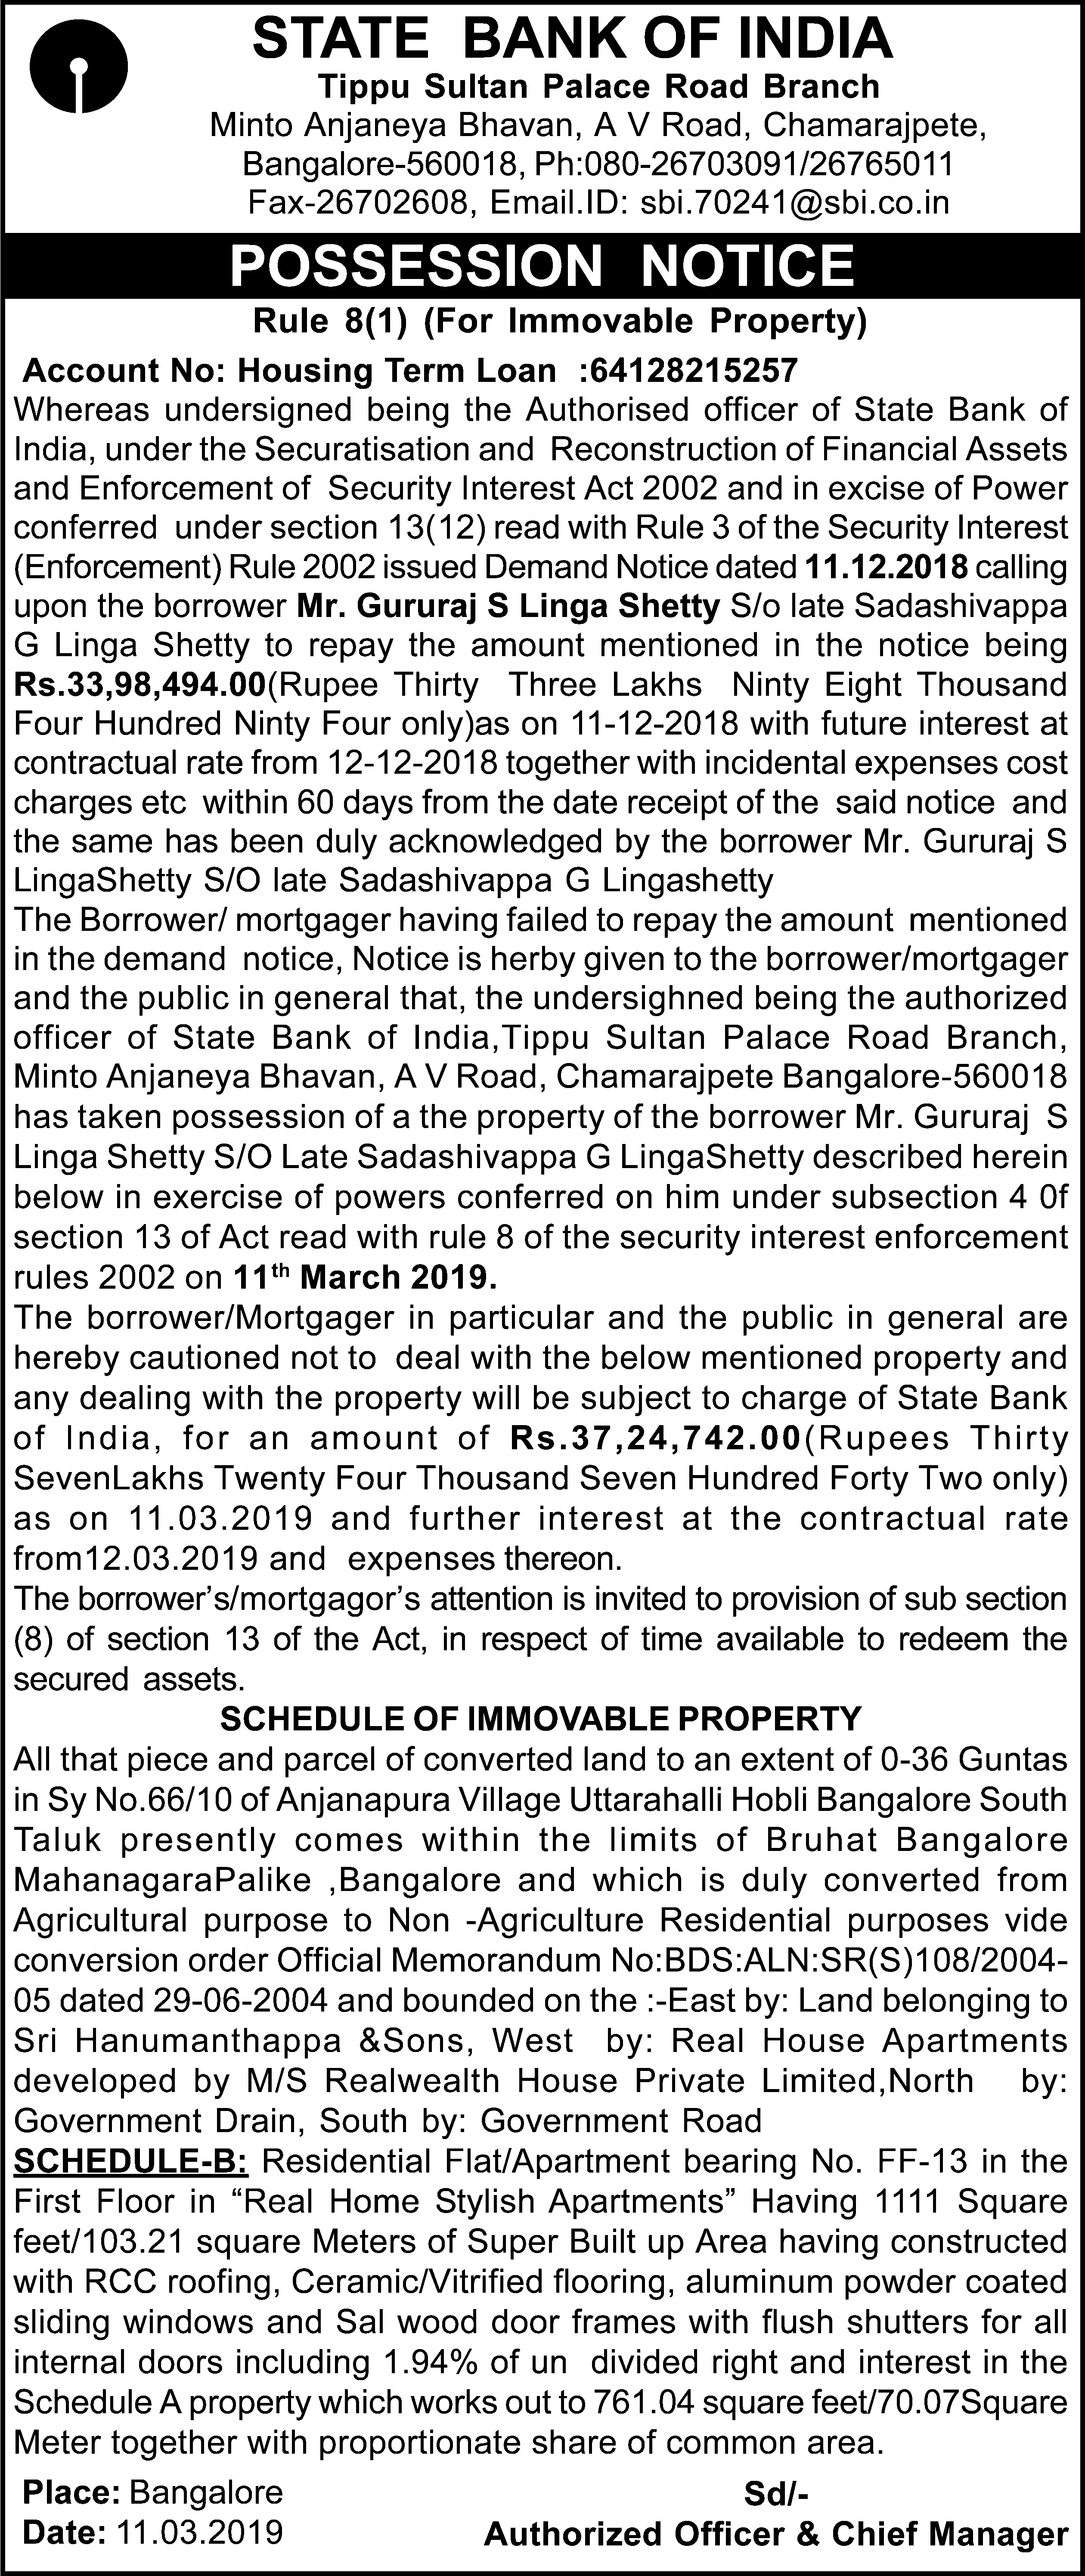 STATE BANK OF INDIA
Tippu Sultan Palace Road Branch
Minto Anjaneya Bhavan, A V Road, Chamarajpete,
Bangalore-560018, Ph:080-26703091/26765011
Fax-26702608, Email.ID: sbi.70241@sbi.co.in
POSSESSION NOTICE
Rule 8(1) (For Immovable Property)
Account No: Housing Term Loan :64128215257
Whereas undersigned being the Authorised officer of State Bank of
India, under the Securatisation and Reconstruction of Financial Assets
and Enforcement of Security Interest Act 2002 and in excise of Power
conferred under section 13(12) read with Rule 3 of the Security Interest
(Enforcement) Rule 2002 issued Demand Notice dated 11.12.2018 calling
upon the borrower Mr. Gururaj S Linga Shetty S/o late Sadashivappa
G Linga Shetty to repay the amount mentioned in the notice being
Rs.33,98,494.00(Rupee Thirty Three Lakhs Ninty Eight Thousand
Four Hundred Ninty Four only)as on 11-12-2018 with future interest at
contractual rate from 12-12-2018 together with incidental expenses cost
charges etc within 60 days from the date receipt of the said notice and
the same has been duly acknowledged by the borrower Mr. Gururaj S
LingaShetty S/O late Sadashivappa G Lingashetty
The Borrower/ mortgager having failed to repay the amount mentioned
in the demand notice, Notice is herby given to the borrower/mortgager
and the public in general that, the undersighned being the authorized
officer of State Bank of India,Tippu Sultan Palace Road Branch,
Minto Anjaneya Bhavan, A V Road, Chamarajpete Bangalore-560018
has taken possession of a the property of the borrower Mr. Gururaj S
Linga Shetty S/O Late Sadashivappa G LingaShetty described herein
below in exercise of powers conferred on him under subsection 4 0f
section 13 of Act read with rule 8 of the security interest enforcement
rules 2002 on 11th March 2019.
The borrower/Mortgager in particular and the public in general are
hereby cautioned not to deal with the below mentioned property and
any dealing with the property will be subject to charge of State Bank
of India, for an amount of Rs.37,24,742.00(Rupees Thirty
SevenLakhs Twenty Four Thousand Seven Hundred Forty Two only)
as on 11.03.2019 and further interest at the contractual rate
from12.03.2019 and expenses thereon.
The borrower’s/mortgagor’s attention is invited to provision of sub section
(8) of section 13 of the Act, in respect of time available to redeem the
secured assets.
SCHEDULE OF IMMOVABLE PROPERTY
All that piece and parcel of converted land to an extent of 0-36 Guntas
in Sy No.66/10 of Anjanapura Village Uttarahalli Hobli Bangalore South
Taluk presently comes within the limits of Bruhat Bangalore
MahanagaraPalike ,Bangalore and which is duly converted from
Agricultural purpose to Non -Agriculture Residential purposes vide
conversion order Official Memorandum No:BDS:ALN:SR(S)108/2004-
05 dated 29-06-2004 and bounded on the :-East by: Land belonging to
Sri Hanumanthappa &Sons, West by: Real House Apartments
developed by M/S Realwealth House Private Limited,North by:
Government Drain, South by: Government Road
SCHEDULE-B: Residential Flat/Apartment bearing No. FF-13 in the
First Floor in “Real Home Stylish Apartments” Having 1111 Square
feet/103.21 square Meters of Super Built up Area having constructed
with RCC roofing, Ceramic/Vitrified flooring, aluminum powder coated
sliding windows and Sal wood door frames with flush shutters for all
internal doors including 1.94% of un divided right and interest in the
Schedule A property which works out to 761.04 square feet/70.07Square
Meter together with proportionate share of common area.
Place: Bangalore
Sd/-
Date: 11.03.2019
Authorized Officer & Chief Manager